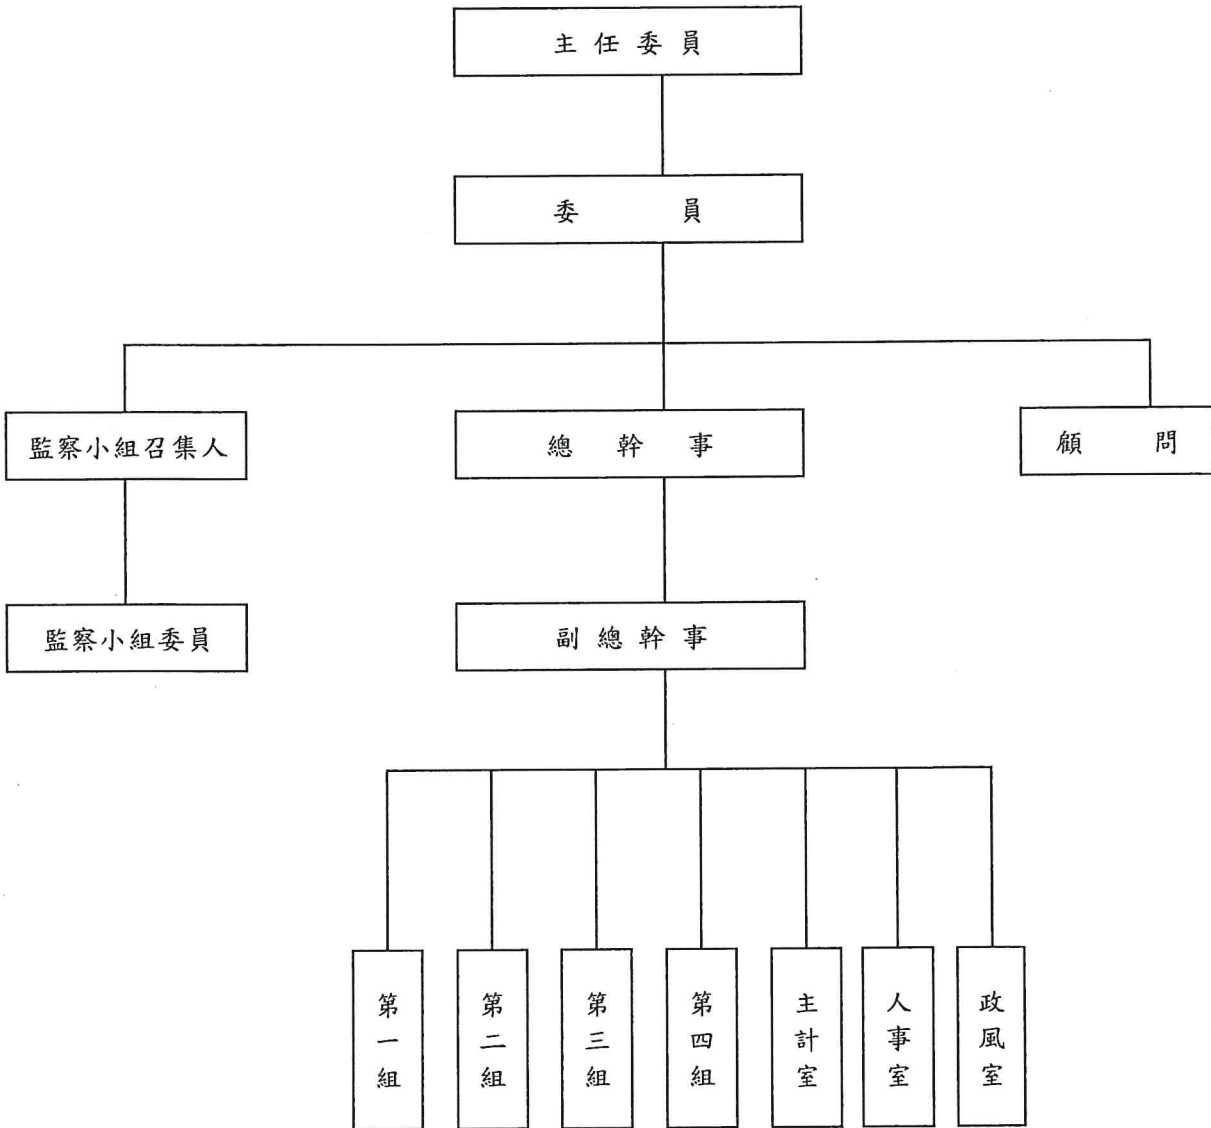 主任委員
委員
監察小組召集人
總幹事
顧問
監察小組委員
副總幹事
第一組
第二組
第三組
第四組
主計室
人事室
政風室